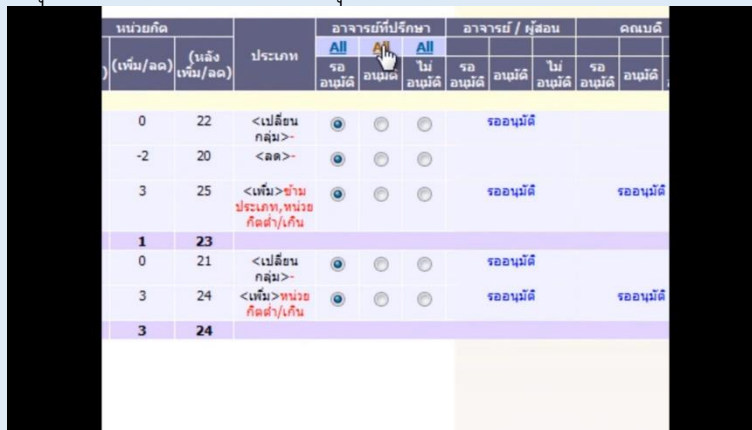 หน่วยกิต อาจารย์ที่ปรึกษา อาจารย์ / ผู้สอน คณบดี
(เพิ่ม/ลด) (หลังเพิ่ม/ลด) ประเภท All All All
รออนุมัติ อนุมัติ ไม่อนุมัติ รออนุมัติ อนุมัติ ไม่อนุมัติ รออนุมัติ อนุมัติ
0 22 <เปลี่ยน รออนุมัติ
กลุ่ม>-
-2 20 <ลด>-
3 25 <เพิ่ม>ข้าม รออนุมัติ รออนุมัติ
ประเภท,หน่วย
กิตต่ำ/เกิน
1 23
0 21 <เปลี่ยน รออนุมัติ
กลุ่ม>-
3 24 <เพิ่ม>หน่วย รออนุมัติ รออนุมัติ
กิตต่ำ/เกิน
3 24